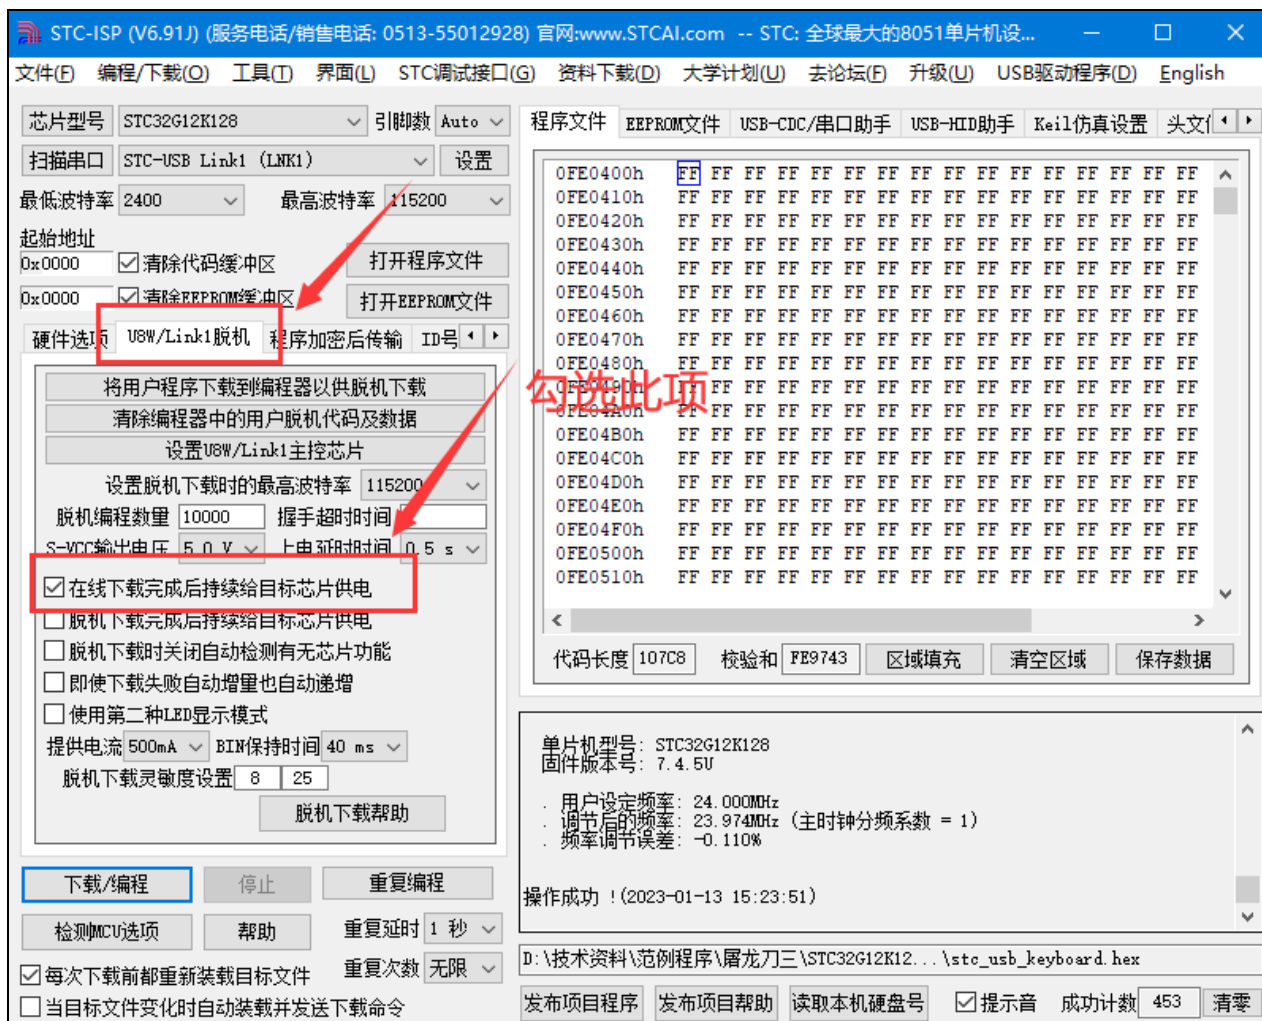 STC-ISP (V6.91J) (服务电话/销售电话: 0513-55012928) 官网:www.STCAI.com -- STC: 全球最大的8051单片机设...
文件(F) 编程/下载(O) 工具(T) 界面(L) STC调试接口(G) 资料下载(D) 大学计划(U) 去论坛(F) 升级(U) USB驱动程序(D) English
芯片型号 STC32G12K128 引脚数 Auto
扫描串口 STC-USB Link1 (LNK1) 设置
最低波特率 2400 最高波特率 115200
起始地址
0x0000 清除代码缓冲区 打开程序文件
0x0000 清除EEPROM缓冲区 打开EEPROM文件
硬件选项 U8W/Link1脱机 程序加密后传输 ID号
将用户程序下载到编程器以供脱机下载
清除编程器中的用户脱机代码及数据
设置U8W/Link1主控芯片
设置脱机下载时的最高波特率 115200
脱机编程数量 10000 握手超时时间
S-VCC输出电压 5.0 V 上电延时时间 0.5 s
在线下载完成后持续给目标芯片供电
脱机下载完成后持续给目标芯片供电
脱机下载时关闭自动检测有无芯片功能
即使下载失败自动增量也自动递增
使用第二种LED显示模式
提供电流 500mA BIN保持时间 40 ms
脱机下载灵敏度设置 8 25
脱机下载帮助
下载/编程 停止 重复编程
检测MCU选项 帮助 重复延时 1 秒
每次下载前都重新装载目标文件 重复次数 无限
当目标文件变化时自动装载并发送下载命令
程序文件 EEPROM文件 USB-CDC/串口助手 USB-HID助手 Keil仿真设置 头文
0FE0400h FF FF FF FF FF FF FF FF FF FF FF FF FF FF FF FF
0FE0410h FF FF FF FF FF FF FF FF FF FF FF FF FF FF FF FF
0FE0420h FF FF FF FF FF FF FF FF FF FF FF FF FF FF FF FF
0FE0430h FF FF FF FF FF FF FF FF FF FF FF FF FF FF FF FF
0FE0440h FF FF FF FF FF FF FF FF FF FF FF FF FF FF FF FF
0FE0450h FF FF FF FF FF FF FF FF FF FF FF FF FF FF FF FF
0FE0460h FF FF FF FF FF FF FF FF FF FF FF FF FF FF FF FF
0FE0470h FF FF FF FF FF FF FF FF FF FF FF FF FF FF FF FF
0FE0480h FF FF FF FF FF FF FF FF FF FF FF FF FF FF FF FF
0FE0490h FF FF FF FF FF FF FF FF FF FF FF FF FF FF FF FF
勾选此项
0FE04A0h FF FF FF FF FF FF FF FF FF FF FF FF FF FF FF FF
0FE04B0h FF FF FF FF FF FF FF FF FF FF FF FF FF FF FF FF
0FE04C0h FF FF FF FF FF FF FF FF FF FF FF FF FF FF FF FF
0FE04D0h FF FF FF FF FF FF FF FF FF FF FF FF FF FF FF FF
0FE04E0h FF FF FF FF FF FF FF FF FF FF FF FF FF FF FF FF
0FE04F0h FF FF FF FF FF FF FF FF FF FF FF FF FF FF FF FF
0FE0500h FF FF FF FF FF FF FF FF FF FF FF FF FF FF FF FF
0FE0510h FF FF FF FF FF FF FF FF FF FF FF FF FF FF FF FF
代码长度 107C8 校验和 FE9743 区域填充 清空区域 保存数据
单片机型号: STC32G12K128
固件版本号: 7.4.5U
. 用户设定频率: 24.000MHz
. 调节后的频率: 23.974MHz (主时钟分频系数 = 1)
. 频率调节误差: -0.110%
操作成功 !(2023-01-13 15:23:51)
D:\技术资料\范例程序\屠龙刀三\STC32G12K12...\stc_usb_keyboard.hex
发布项目程序 发布项目帮助 读取本机硬盘号 提示音 成功计数 453 清零